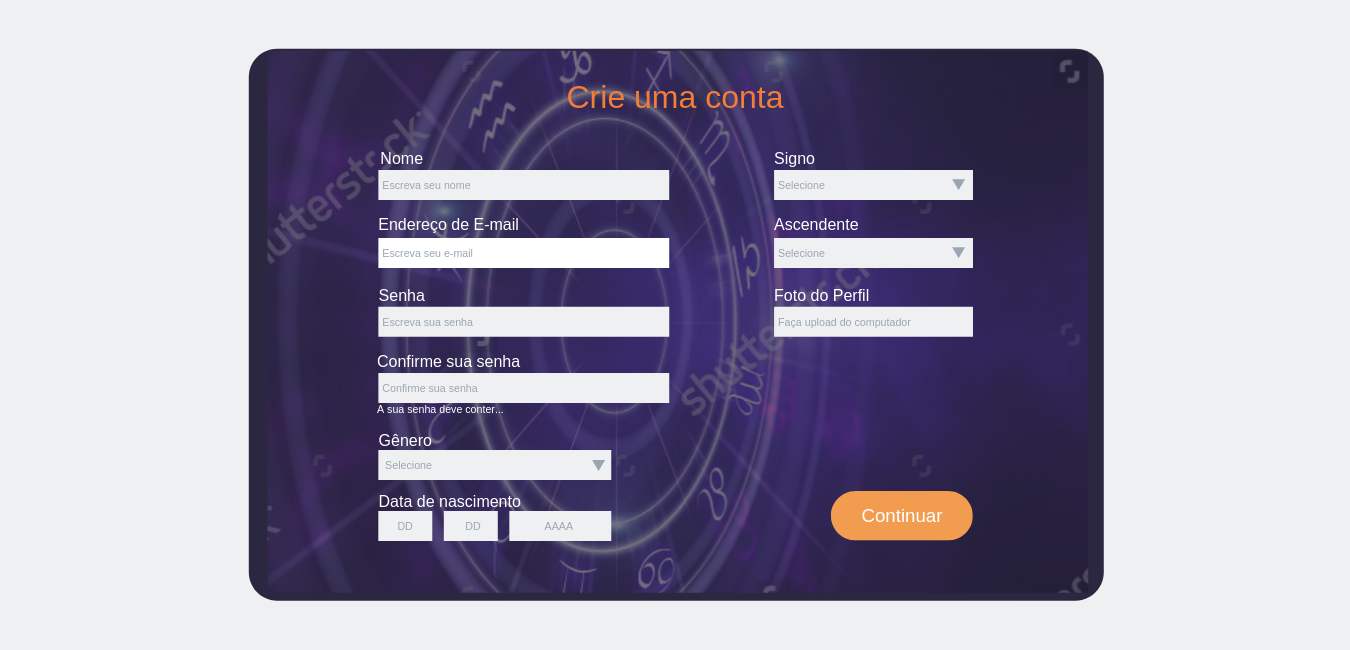 Crie uma conta
Nome
Escreva seu nome
Endereço de E-mail
Escreva seu e-mail
Senha
Escreva sua senha
Confirme sua senha
Confirme sua senha
A sua senha deve conter...
Gênero
Selecione
Data de nascimento
DD DD AAAA
Signo
Selecione
Ascendente
Selecione
Foto do Perfil
Faça upload do computador
Continuar